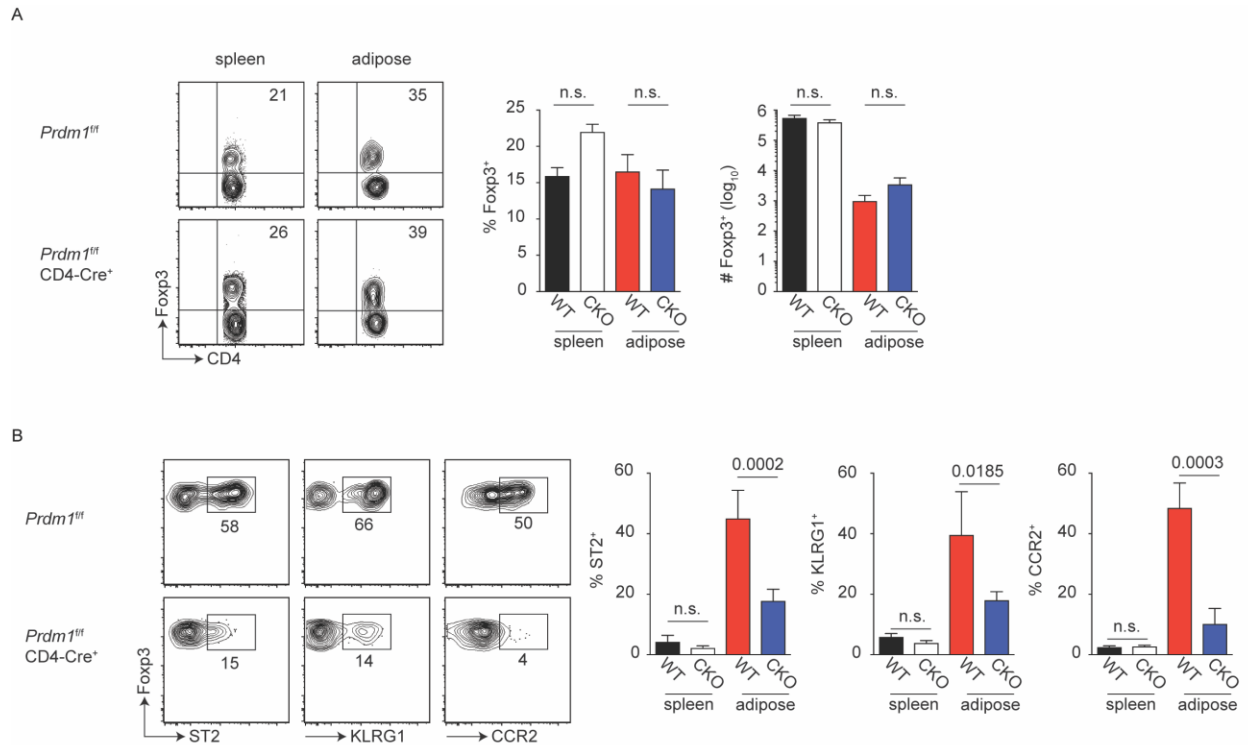 A
spleen
adipose
Prdm1f/f
21
35
Prdm1f/f
CD4-Cre+
26
39
Foxp3
CD4
n.s.
n.s.
% Foxp3+
25
20
15
10
5
0
WT
CKO
WT
CKO
spleen
adipose
n.s.
n.s.
# Foxp3+ (log10)
6
5
4
3
2
1
0
WT
CKO
WT
CKO
spleen
adipose
B
Prdm1f/f
58
66
50
Prdm1f/f
CD4-Cre+
15
14
4
Foxp3
ST2
KLRG1
CCR2
0.0002
n.s.
% ST2+
60
40
20
0
WT
CKO
WT
CKO
spleen
adipose
0.0185
n.s.
% KLRG1+
60
40
20
0
WT
CKO
WT
CKO
spleen
adipose
0.0003
n.s.
% CCR2+
60
40
20
0
WT
CKO
WT
CKO
spleen
adipose